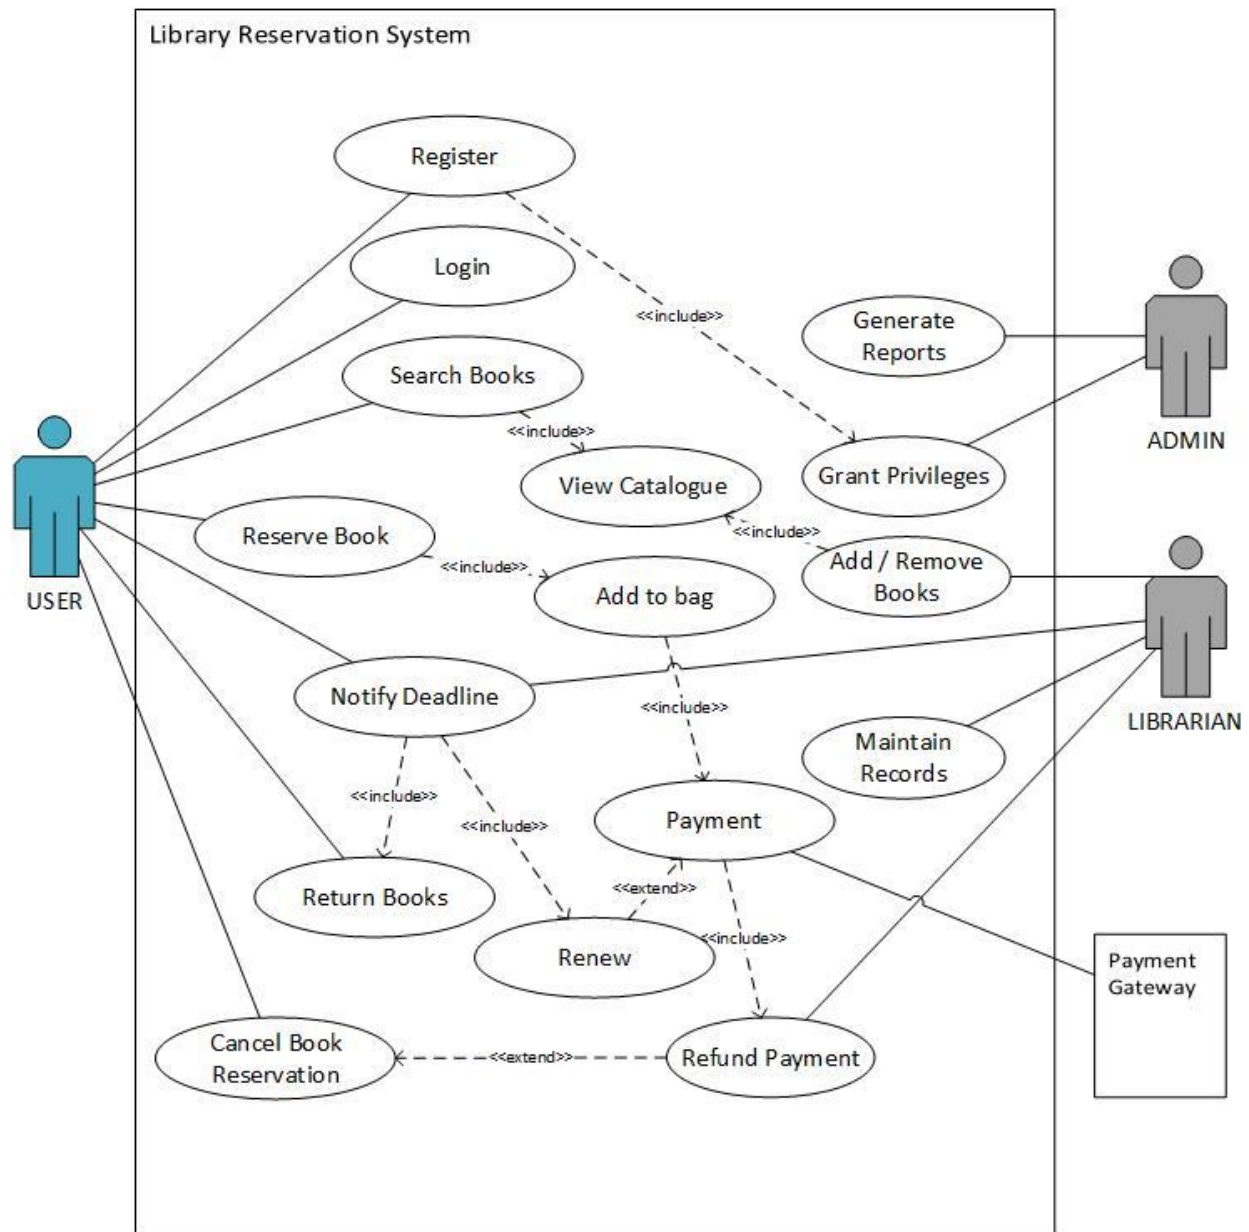 Library Reservation System
Register
Login
<<include>>
Generate
Reports
Search Books
<<include>>
ADMIN
View Catalogue
Grant Privileges
Reserve Book
<<include>>
<<include>>
Add / Remove
Books
USER
Add to bag
Notify Deadline
<<include>>
LIBRARIAN
Maintain
Records
<<include>>
<<include>>
Payment
Return Books
<<extend>>
Renew
<<include>>
Payment
Gateway
Cancel Book
Reservation
<<extend>>
Refund Payment